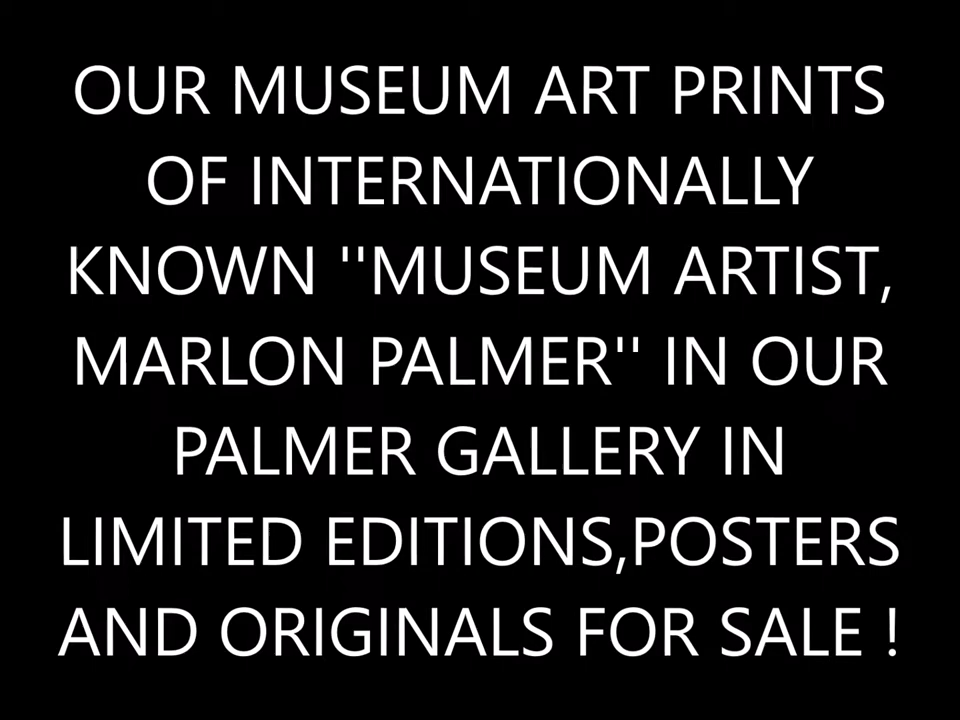 OUR MUSEUM ART PRINTS
OF INTERNATIONALLY
KNOWN ''MUSEUM ARTIST,
MARLON PALMER'' IN OUR
PALMER GALLERY IN
LIMITED EDITIONS,POSTERS
AND ORIGINALS FOR SALE !